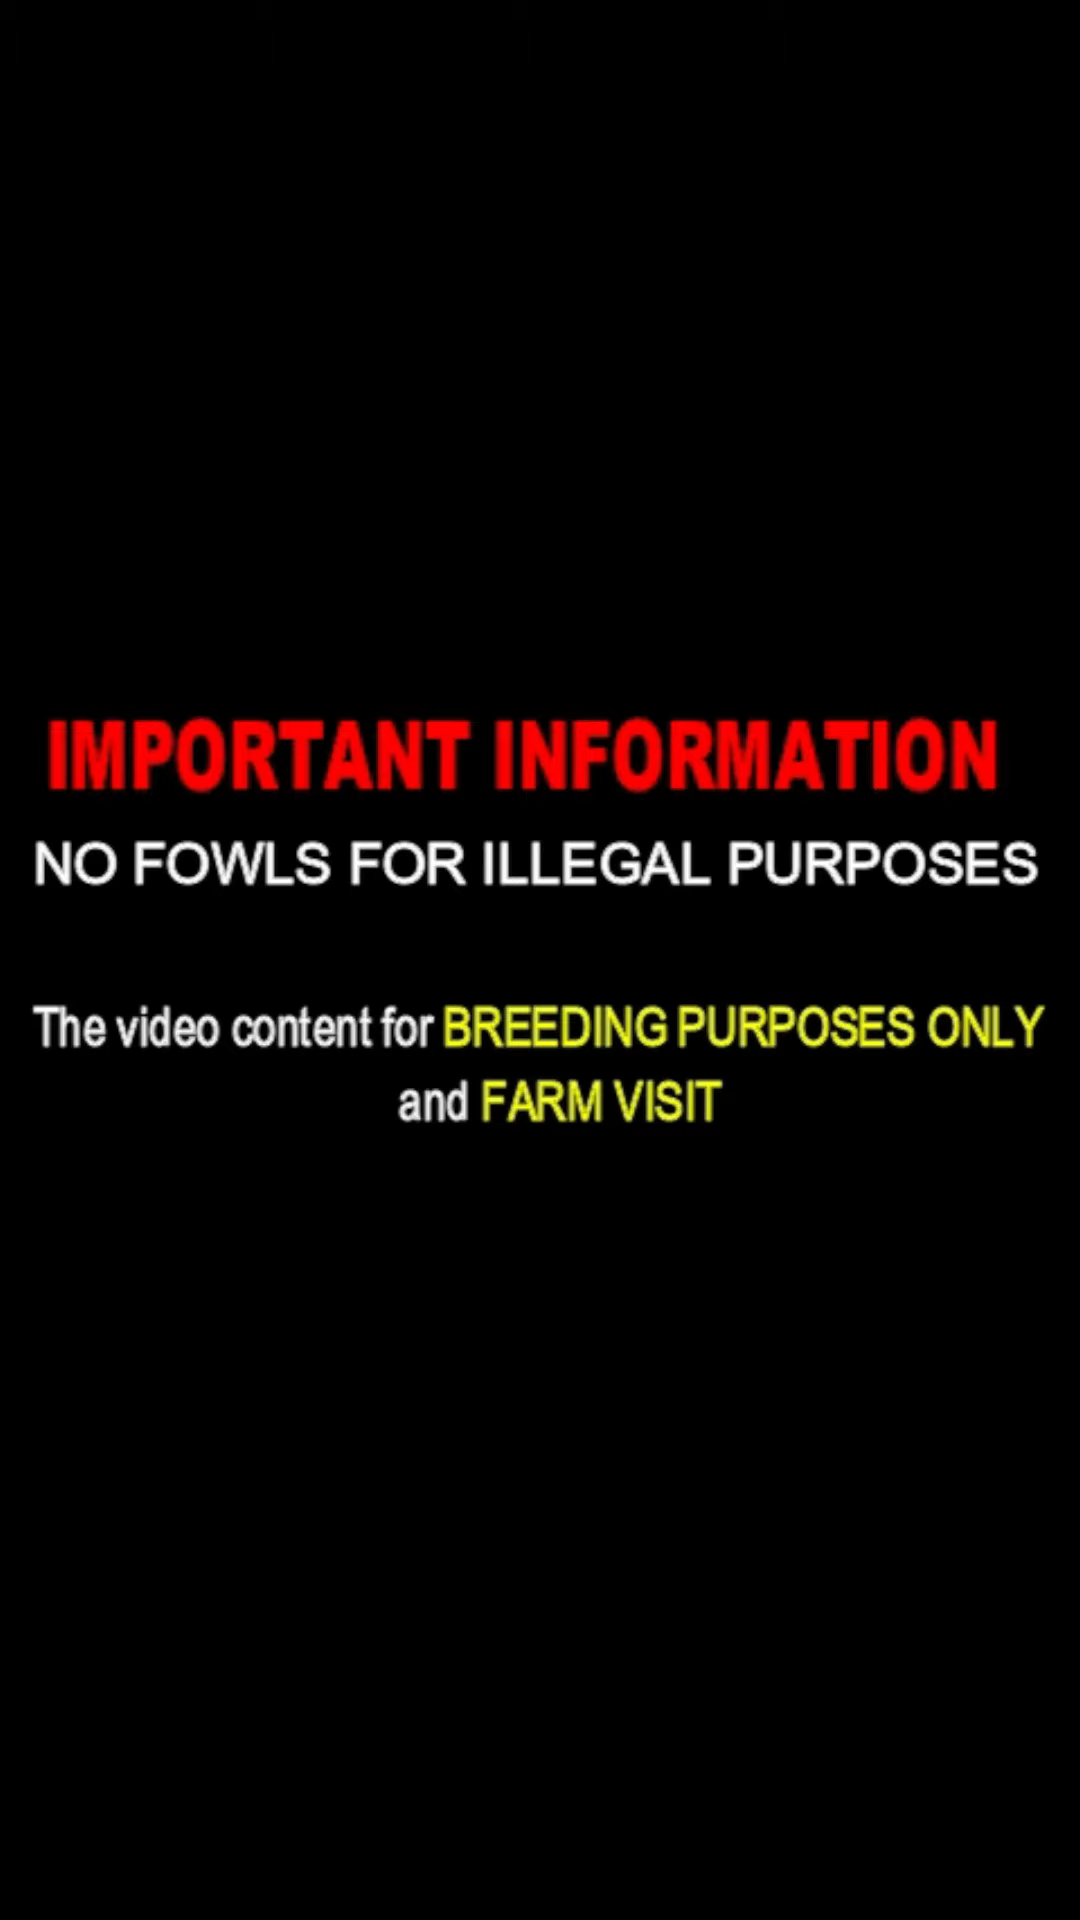 IMPORTANT INFORMATION
NO FOWLS FOR ILLEGAL PURPOSES
The video content for BREEDING PURPOSES ONLY
and FARM VISIT